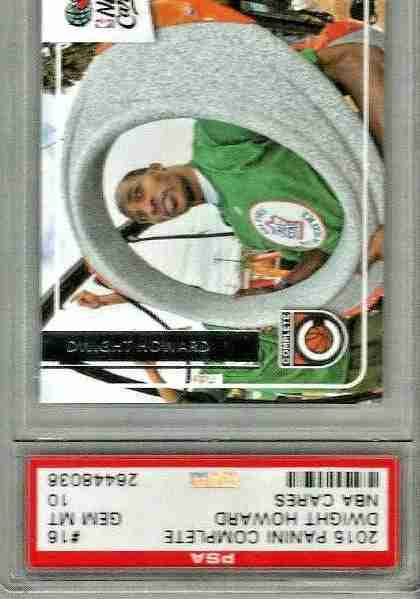 2015 PANINI COMPLETE #16
DWIGHT HOWARD GEM MT
NBA CARES 10
26448036
PSA
DWIGHT HOWARD
COMPLETE